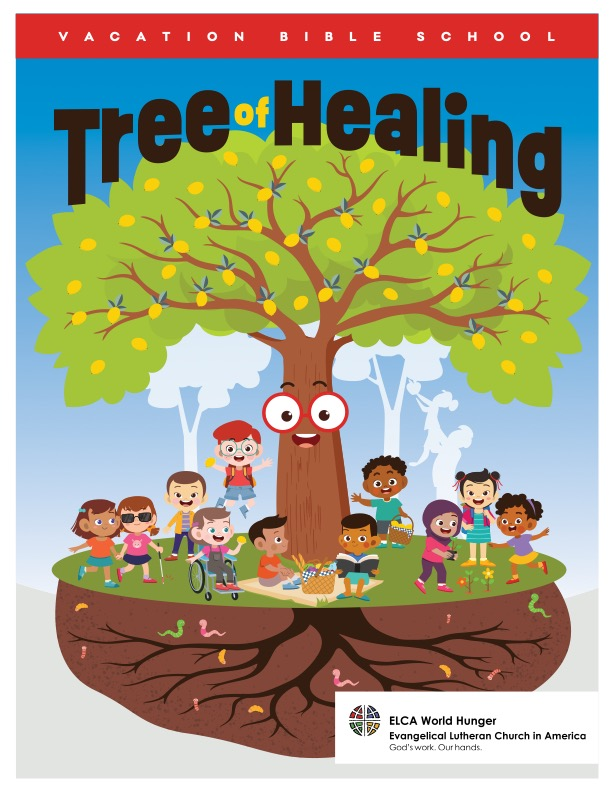 VACATION BIBLE SCHOOL
Tree of Healing
ELCA World Hunger
Evangelical Lutheran Church in America
God's work. Our hands.